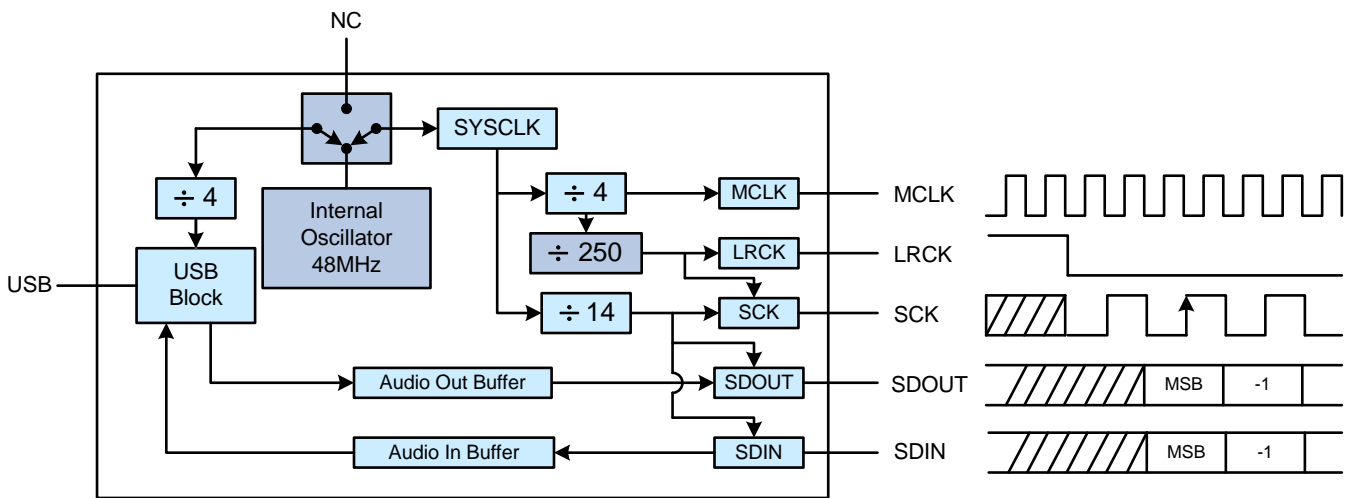 NC
SYSCLK
÷ 4
Internal
Oscillator
48MHz
÷ 4
MCLK
MCLK
÷ 250
LRCK
LRCK
USB
USB
Block
÷ 14
SCK
SCK
Audio Out Buffer
SDOUT
SDOUT
MSB
-1
Audio In Buffer
SDIN
SDIN
MSB
-1